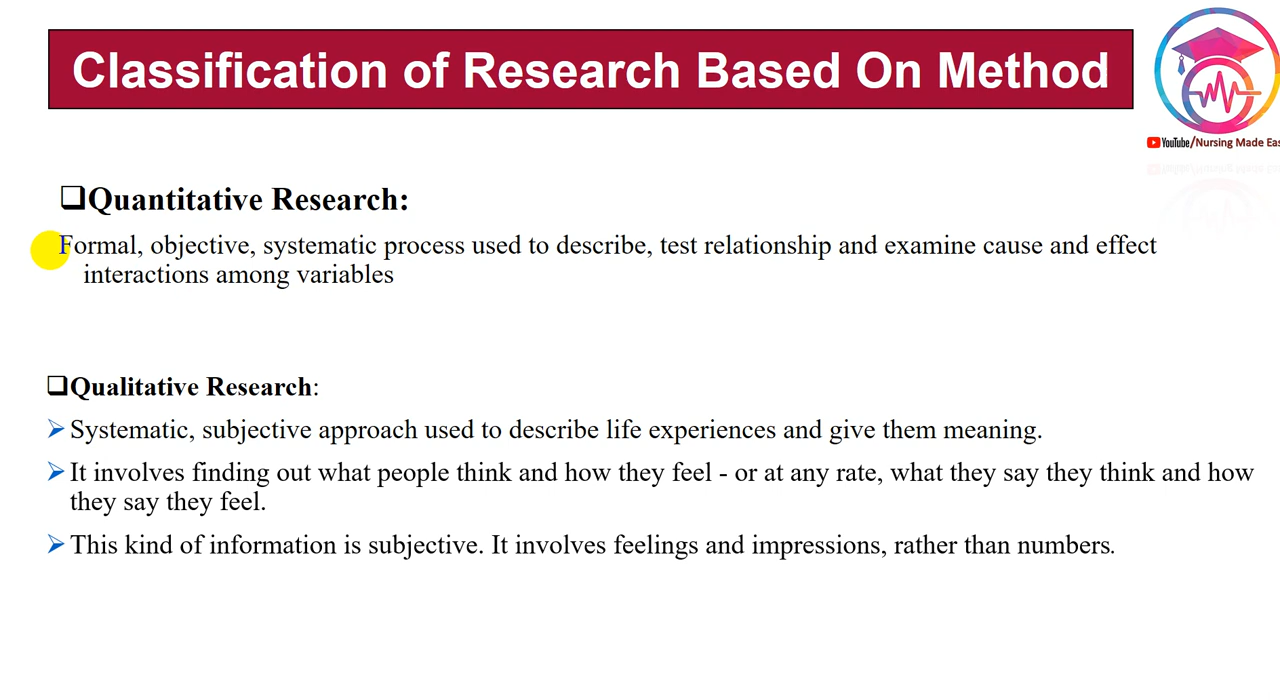 Classification of Research Based On Method
YouTube/Nursing Made Eas
Quantitative Research:
Formal, objective, systematic process used to describe, test relationship and examine cause and effect
interactions among variables
Qualitative Research:
Systematic, subjective approach used to describe life experiences and give them meaning.
It involves finding out what people think and how they feel - or at any rate, what they say they think and how
they say they feel.
This kind of information is subjective. It involves feelings and impressions, rather than numbers.